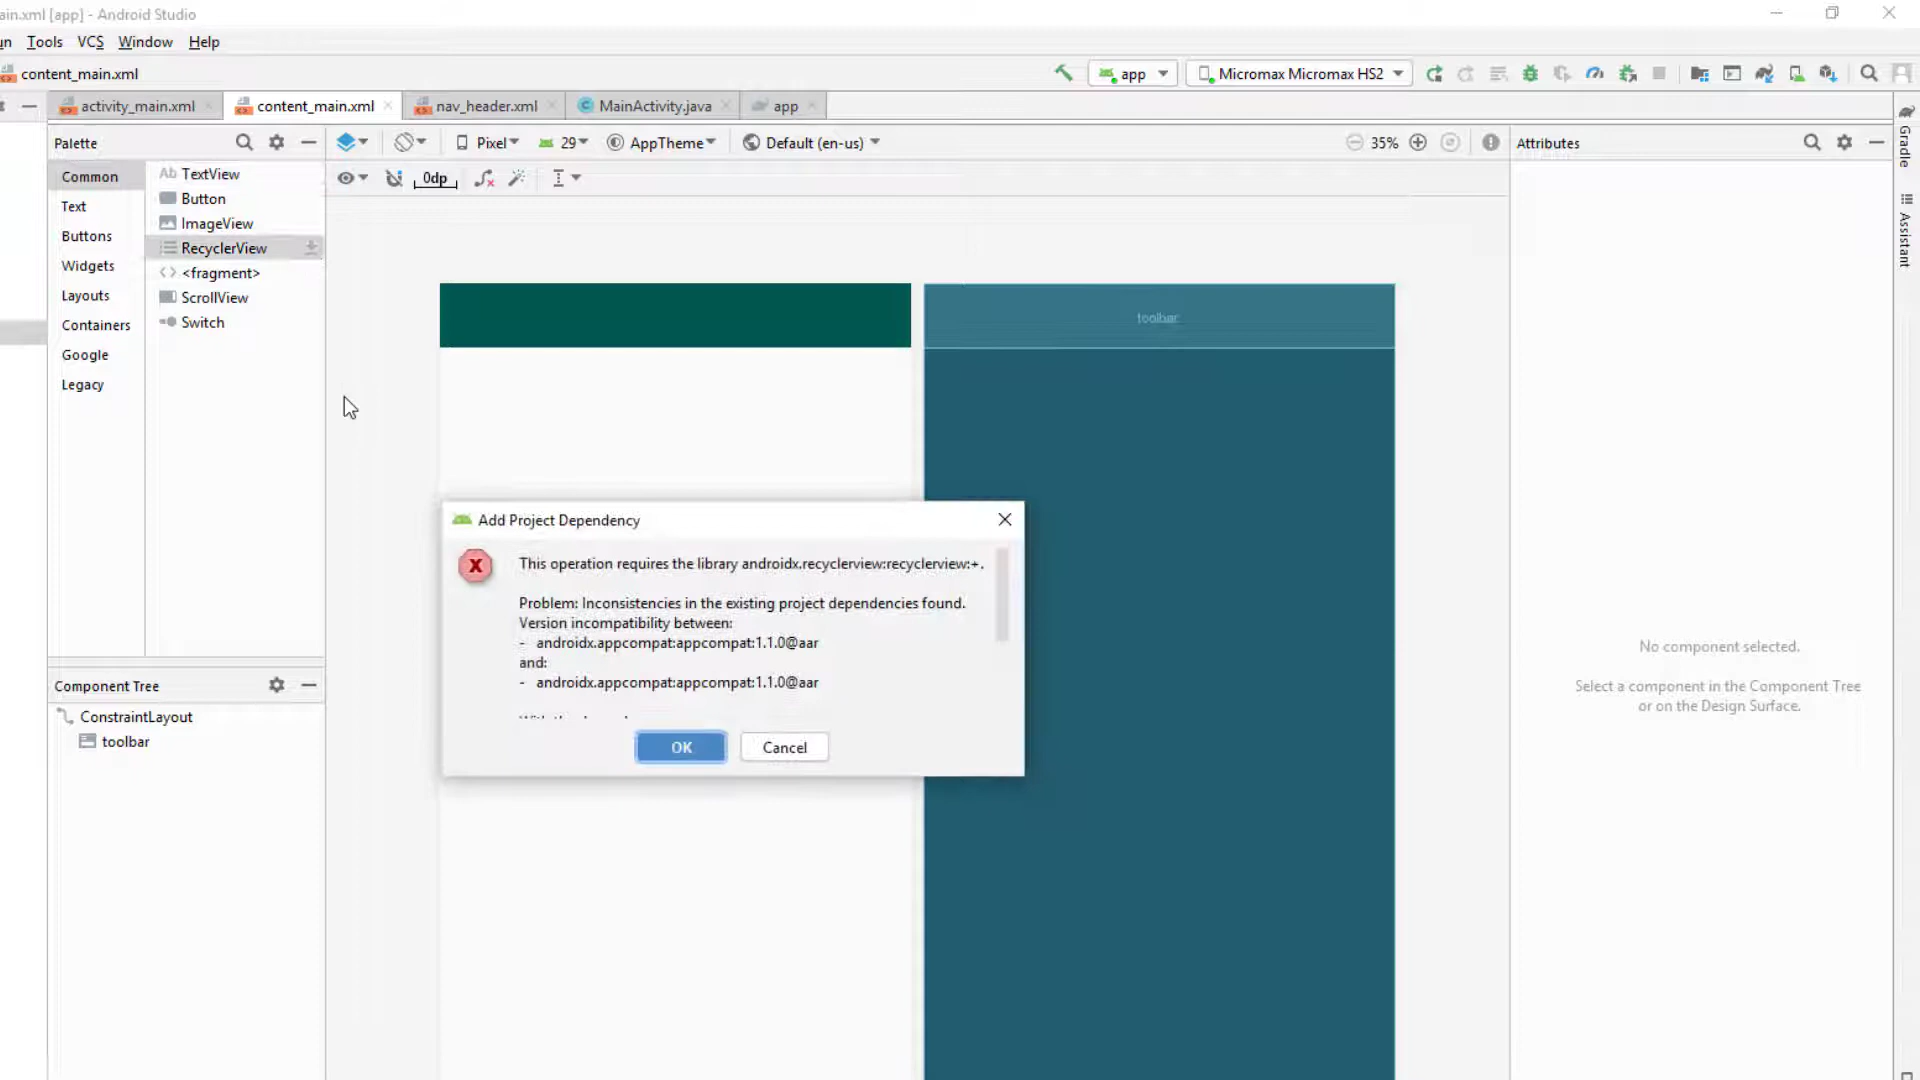 ain.xml [app] - Android Studio
un Tools VCS Window Help
content_main.xml
app
Micromax Micromax HS2
activity_main.xml
content_main.xml
nav_header.xml
MainActivity.java
app
Palette
Pixel
29
AppTheme
Default (en-us)
35%
Attributes
Gradle
Assistant
Common
Text
Buttons
Widgets
Layouts
Containers
Google
Legacy
Ab TextView
Button
ImageView
RecyclerView
<fragment>
ScrollView
Switch
0dp
toolbar
Add Project Dependency
This operation requires the library androidx.recyclerview:recyclerview:+.
Problem: Inconsistencies in the existing project dependencies found.
Version incompatibility between:
- androidx.appcompat:appcompat:1.1.0@aar
and:
- androidx.appcompat:appcompat:1.1.0@aar
OK
Cancel
Component Tree
ConstraintLayout
toolbar
No component selected.
Select a component in the Component Tree
or on the Design Surface.